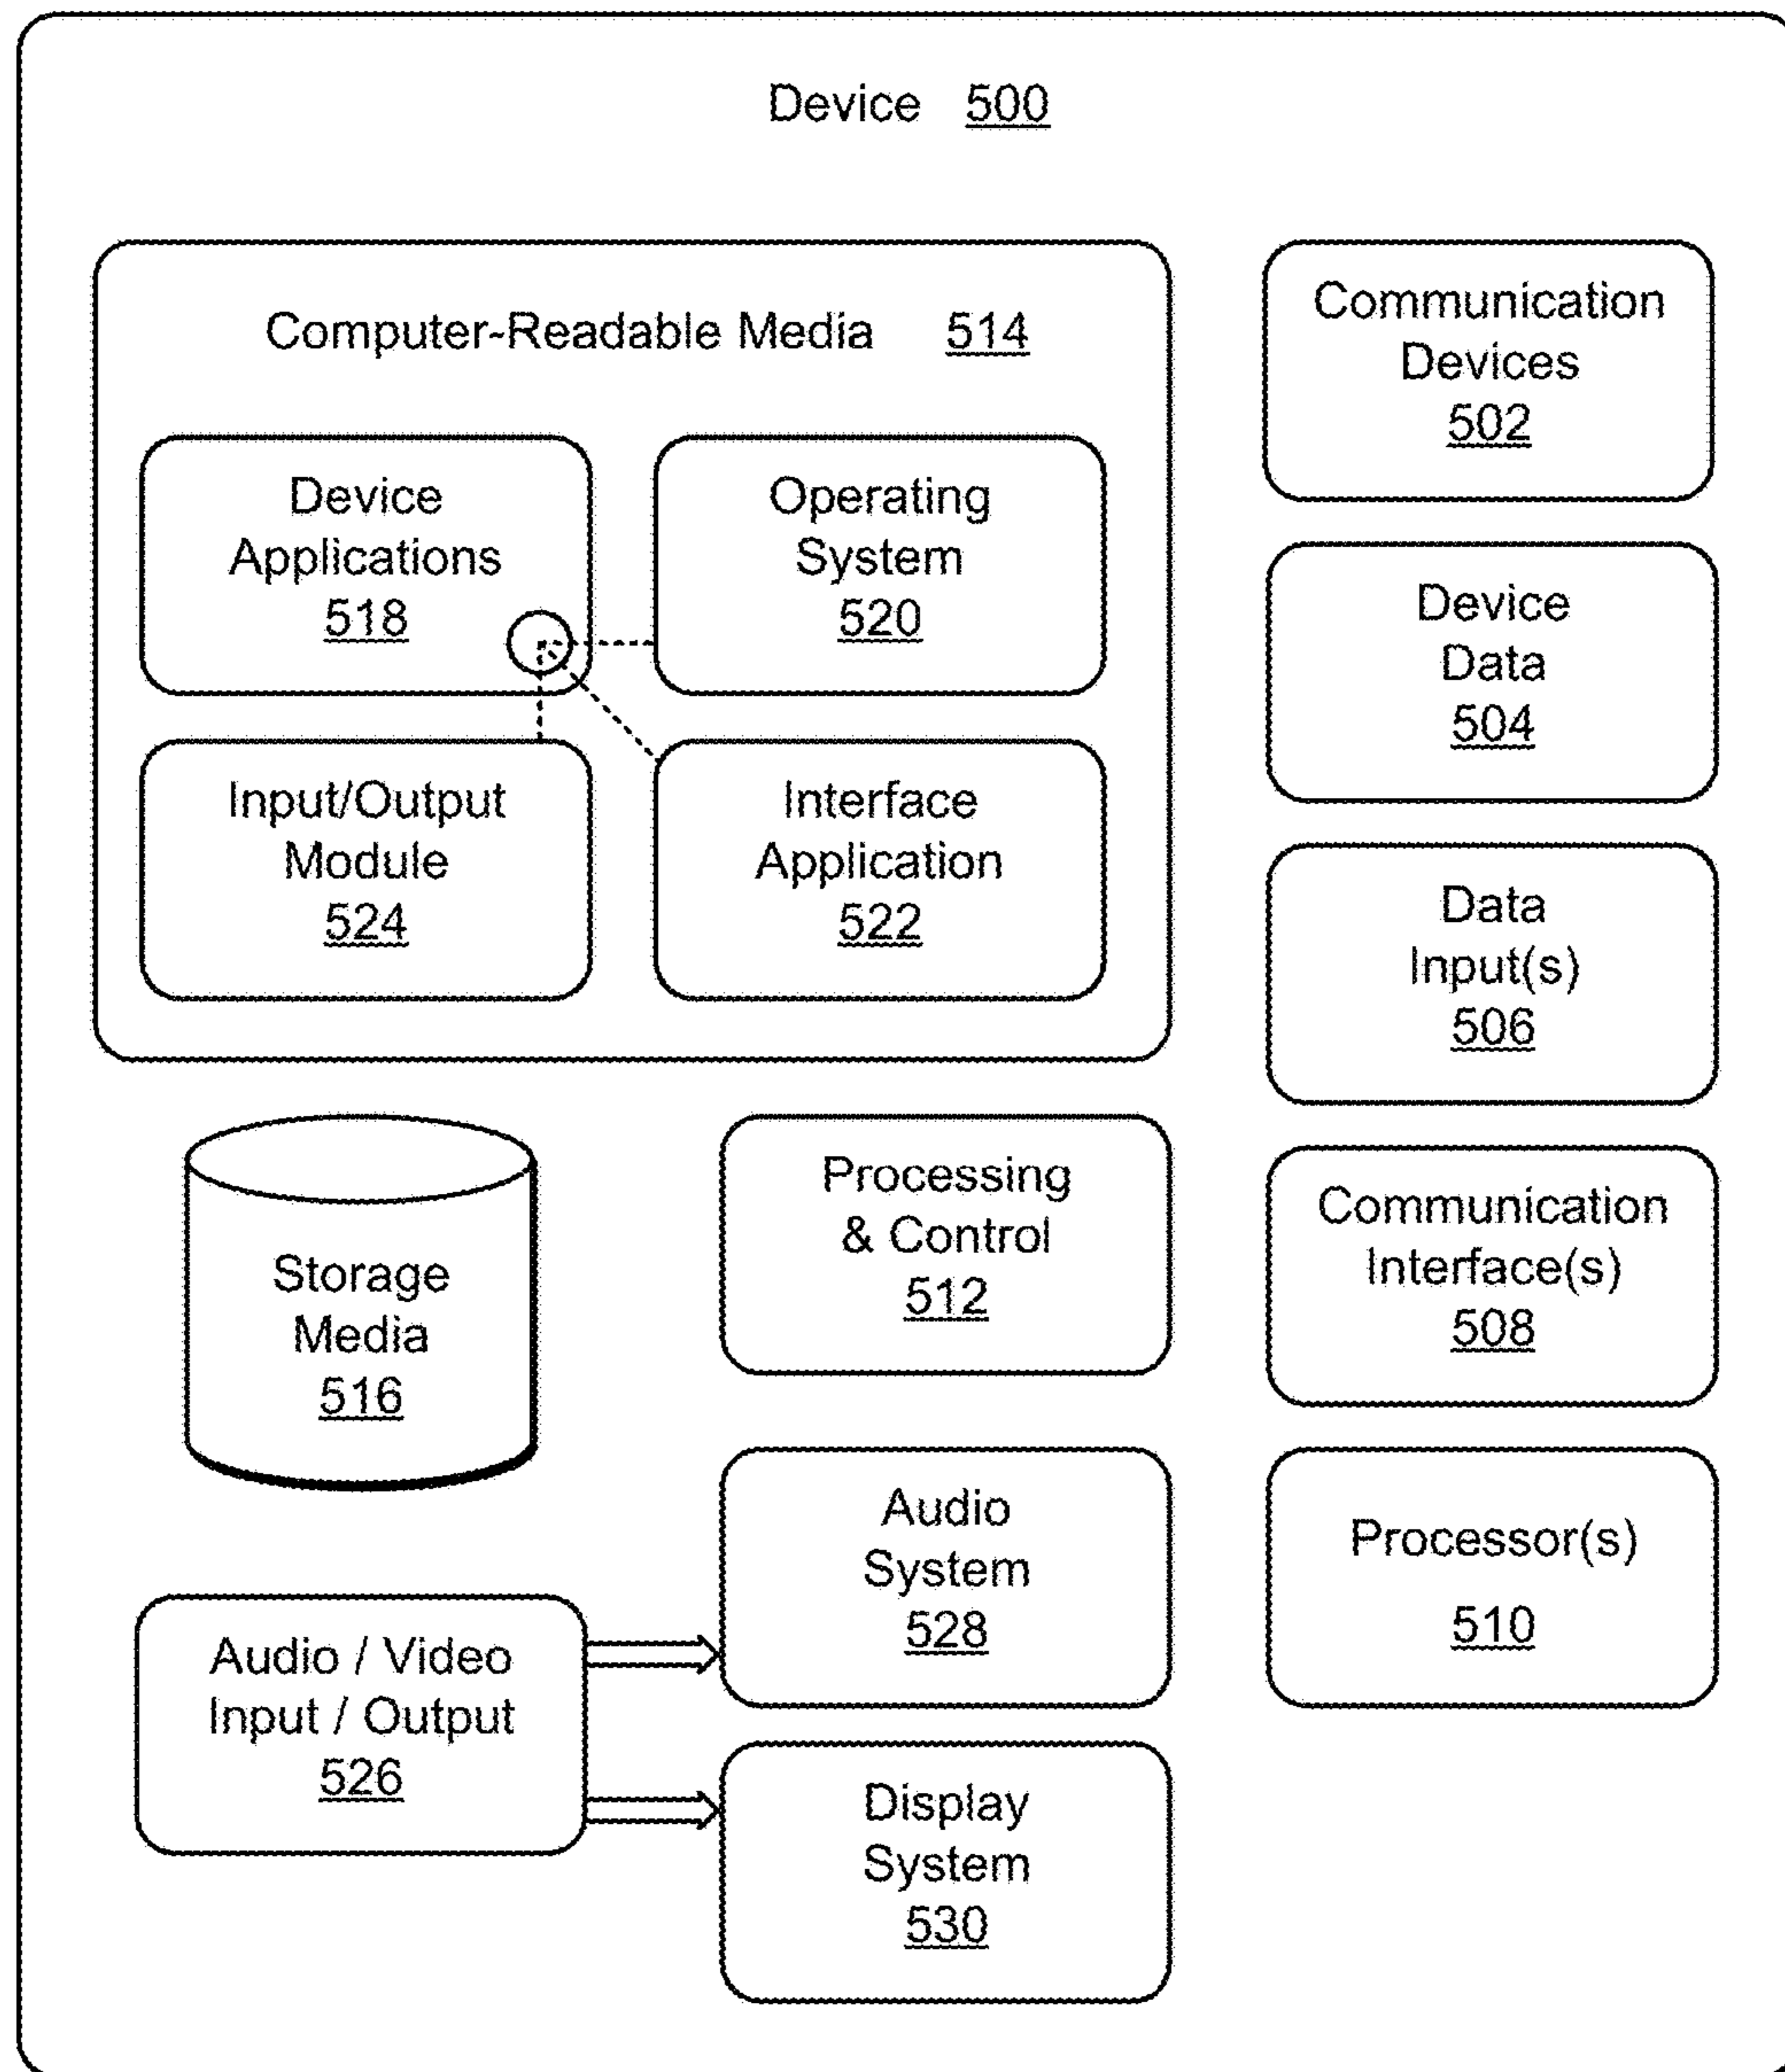 Device 500
Computer-Readable Media 514
Device
Applications
518
Operating
System
520
Input/Output
Module
524
Interface
Application
522
Storage
Media
516
Processing
& Control
512
Audio / Video
Input / Output
526
Audio
System
528
Display
System
530
Communication
Devices
502
Device
Data
504
Data
Input(s)
506
Communication
Interface(s)
508
Processor(s)
510